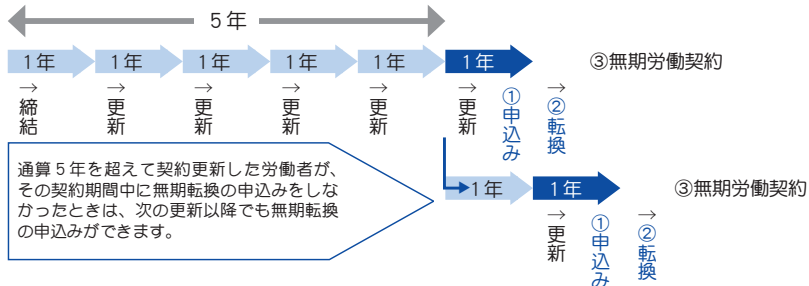 5年
1年 1年 1年 1年 1年 1年 ③無期労働契約
→締結 →更新 →更新 →更新 →更新 →更新 ①申込み →②転換
通算5年を超えて契約更新した労働者が、
その契約期間中に無期転換の申込みをしな
かったときは、次の更新以降でも無期転換
の申込みができます。
1年 1年 ③無期労働契約
→更新 ①申込み →②転換